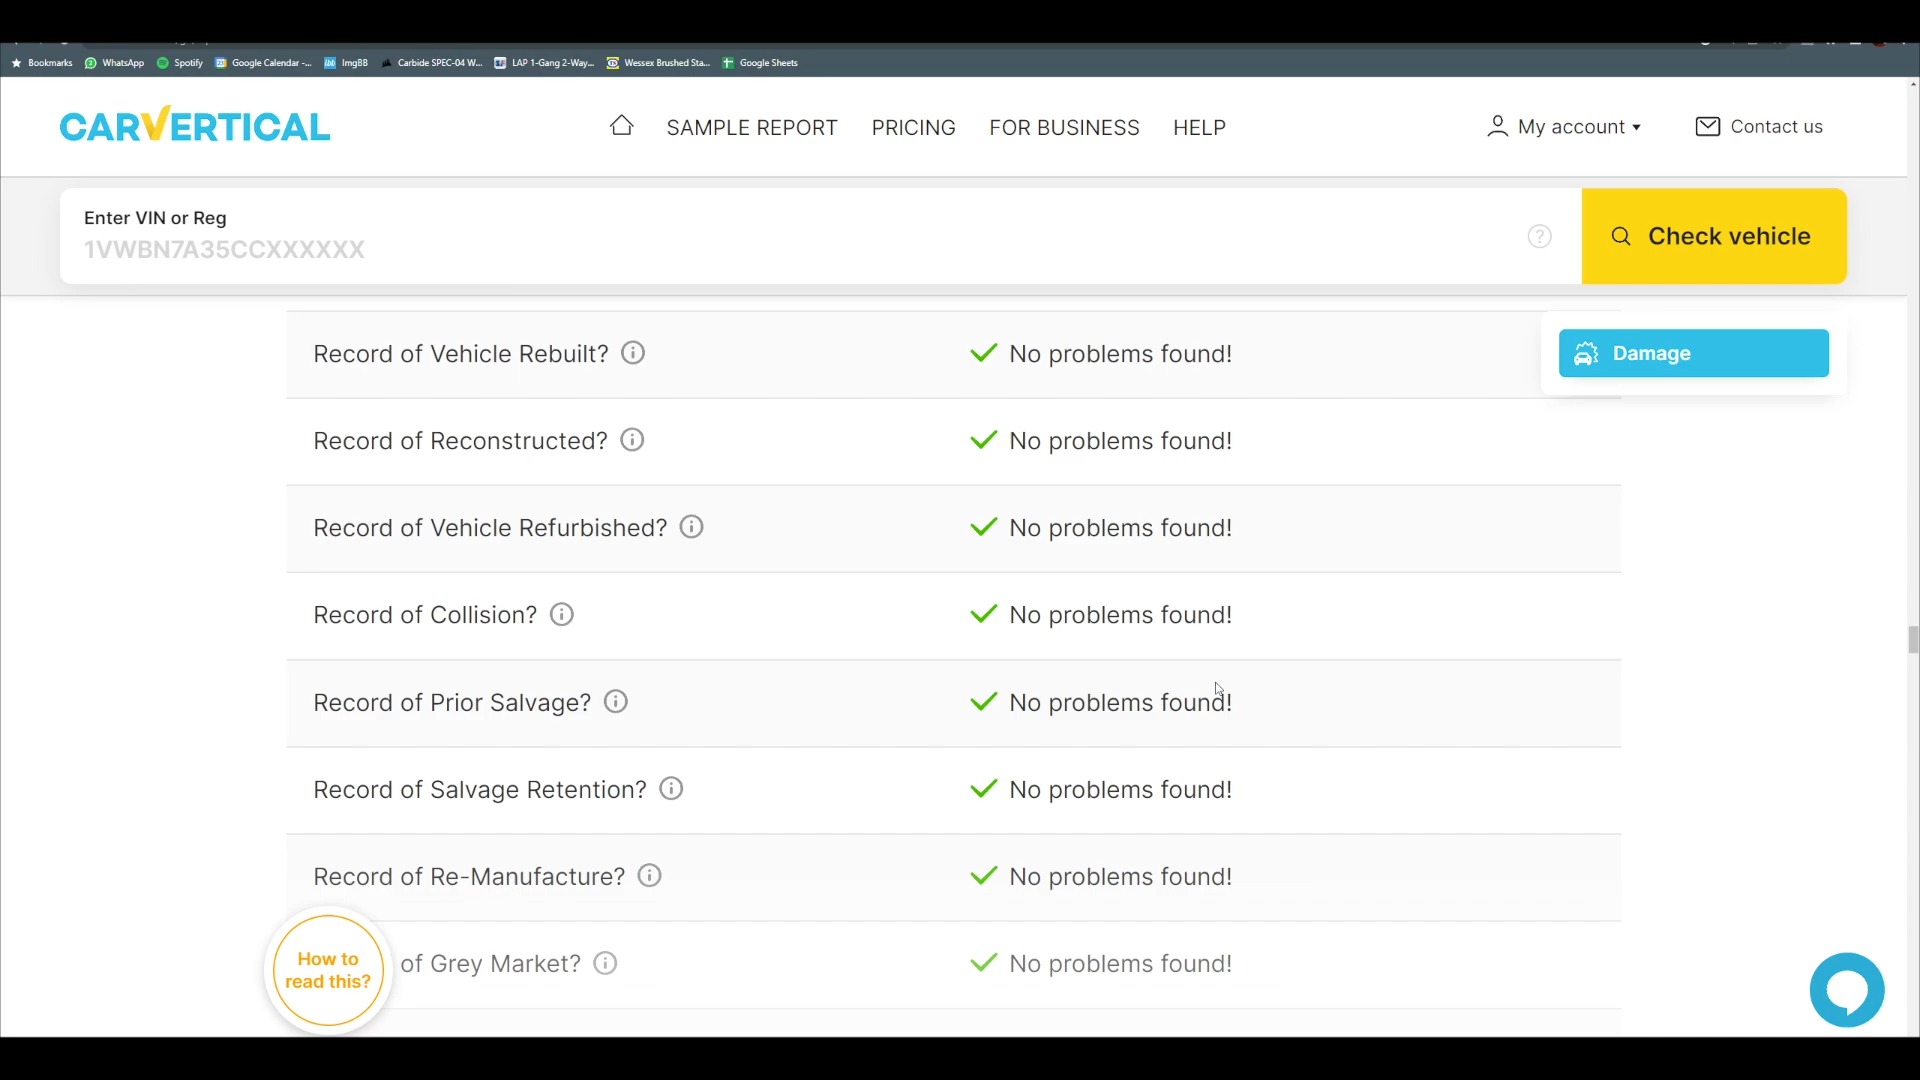 Bookmarks WhatsApp Spotify Google Calendar -... ImgBB Carbide SPEC-04 W... LAP 1-Gang 2-Way... Wessex Brushed Sta... Google Sheets
CARVERTICAL
SAMPLE REPORT PRICING FOR BUSINESS HELP
My account
Contact us
Enter VIN or Reg
1VWBN7A35CCXXXXXX
Check vehicle
Record of Vehicle Rebuilt? No problems found!
Damage
Record of Reconstructed? No problems found!
Record of Vehicle Refurbished? No problems found!
Record of Collision? No problems found!
Record of Prior Salvage? No problems found!
Record of Salvage Retention? No problems found!
Record of Re-Manufacture? No problems found!
of Grey Market? No problems found!
How to
read this?